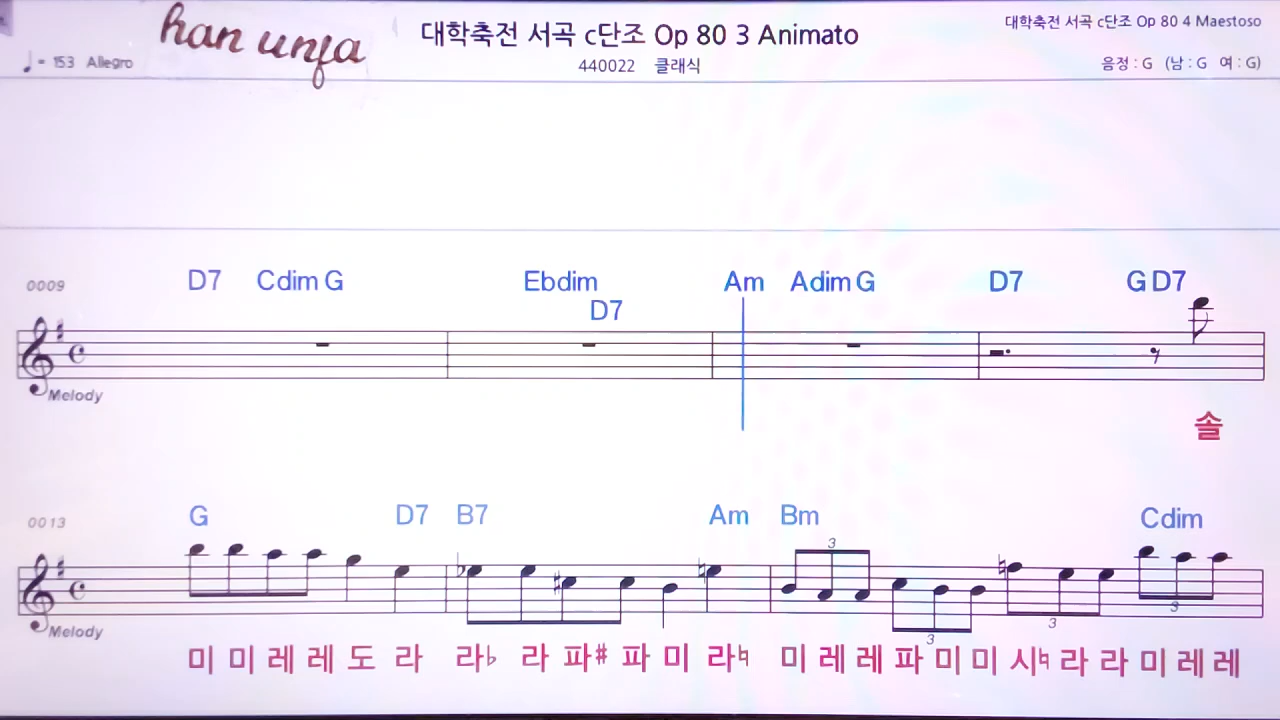 han unfa
대학축전 서곡 c단조 Op 80 3 Animato
대학축전 서곡 c단조 Op 80 4 Maestoso
♩= 153 Allegro
440022 클래식
음정 : G (남 : G 여 : G)
0009 D7 Cdim G Ebdim D7 Am Adim G D7 G D7
Melody
솔
0013 G D7 B7 Am Bm Cdim
3 3 3 3
Melody
미 미 레 레 도 라 라♭ 라 파# 파 미 라♮ 미 레 레 파 미 미 시♮ 라 라 미 레 레